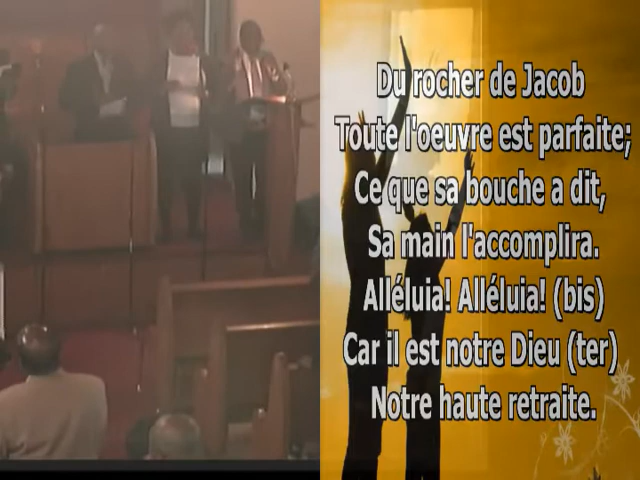 Du rocher de Jacob
Toute l'oeuvre est parfaite;
Ce que sa bouche a dit,
Sa main l'accomplira.
Alléluia! Alléluia! (bis)
Car il est notre Dieu (ter)
Notre haute retraite.